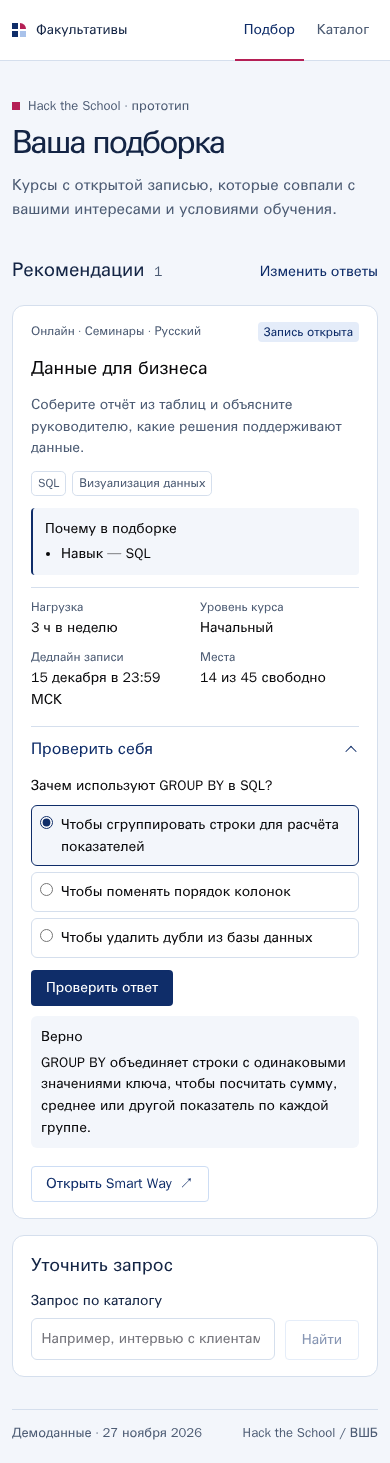 Факультативы
Подбор
Каталог
Hack the School · прототип
Ваша подборка
Курсы с открытой записью, которые совпали с
вашими интересами и условиями обучения.
Рекомендации 1
Изменить ответы
Онлайн · Семинары · Русский
Запись открыта
Данные для бизнеса
Соберите отчёт из таблиц и объясните
руководителю, какие решения поддерживают
данные.
SQL
Визуализация данных
Почему в подборке
• Навык — SQL
Нагрузка
3 ч в неделю
Уровень курса
Начальный
Дедлайн записи
15 декабря в 23:59
МСК
Места
14 из 45 свободно
Проверить себя
Зачем используют GROUP BY в SQL?
Чтобы сгруппировать строки для расчёта
показателей
Чтобы поменять порядок колонок
Чтобы удалить дубли из базы данных
Проверить ответ
Верно
GROUP BY объединяет строки с одинаковыми
значениями ключа, чтобы посчитать сумму,
среднее или другой показатель по каждой
группе.
Открыть Smart Way ↗
Уточнить запрос
Запрос по каталогу
Например, интервью с клиентам
Найти
Демоданные · 27 ноября 2026
Hack the School / ВШБ